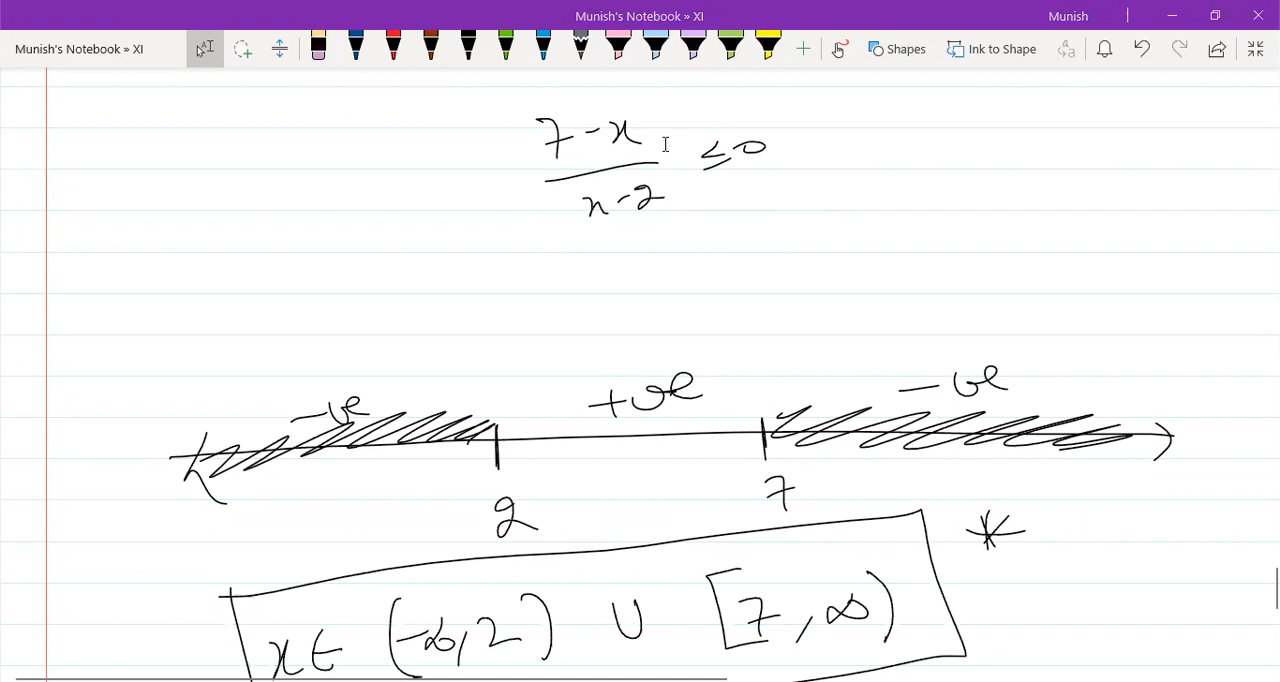 Munish's Notebook » XI Munish
Munish's Notebook » XI Shapes Ink to Shape
7-x
x-2
≤0
-ve +ve -ve
2 7
*
x∈ (-∞,2) ∪ [7,∞)